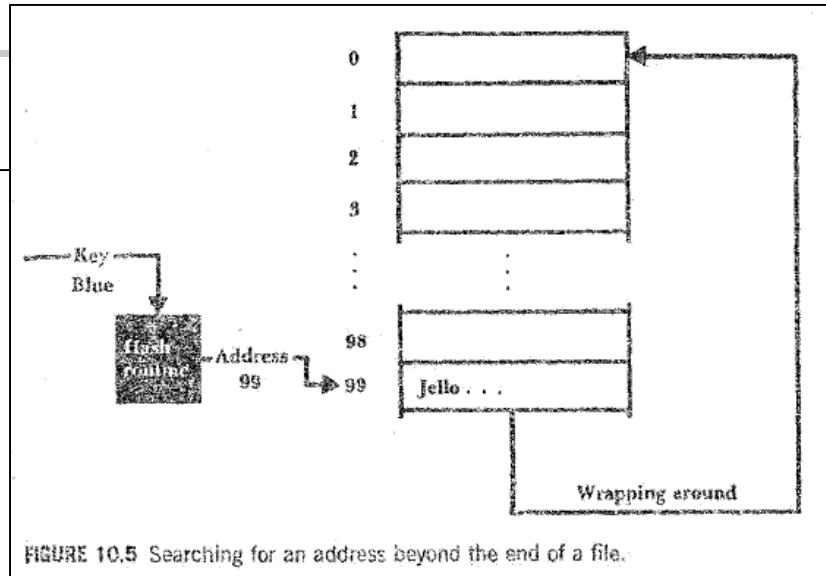 0
1
2
3
.
.
.
.
.
.
Key
Blue
Hash
routine
Address
99
98
99
Jello . . .
Wrapping around
FIGURE 10.5 Searching for an address beyond the end of a file.